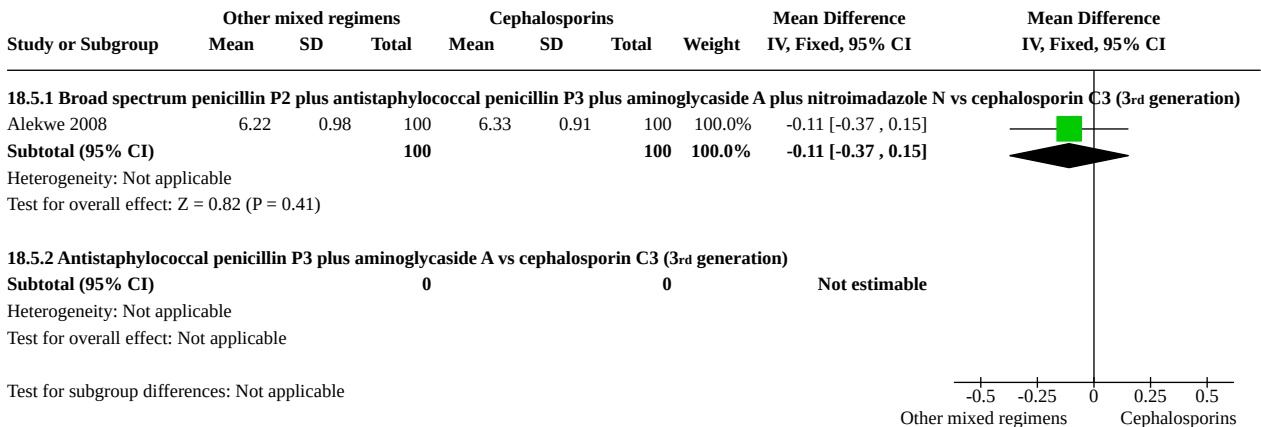 Other mixed regimens Cephalosporins Mean Difference Mean Difference
Study or Subgroup Mean SD Total Mean SD Total Weight IV, Fixed, 95% CI IV, Fixed, 95% CI
18.5.1 Broad spectrum penicillin P2 plus antistaphylococcal penicillin P3 plus aminoglycaside A plus nitroimadazole N vs cephalosporin C3 (3rd generation)
Alekwe 2008 6.22 0.98 100 6.33 0.91 100 100.0% -0.11 [-0.37 , 0.15]
Subtotal (95% CI) 100 100 100.0% -0.11 [-0.37 , 0.15]
Heterogeneity: Not applicable
Test for overall effect: Z = 0.82 (P = 0.41)
18.5.2 Antistaphylococcal penicillin P3 plus aminoglycaside A vs cephalosporin C3 (3rd generation)
Subtotal (95% CI) 0 0 Not estimable
Heterogeneity: Not applicable
Test for overall effect: Not applicable
Test for subgroup differences: Not applicable
-0.5 -0.25 0 0.25 0.5
Other mixed regimens Cephalosporins